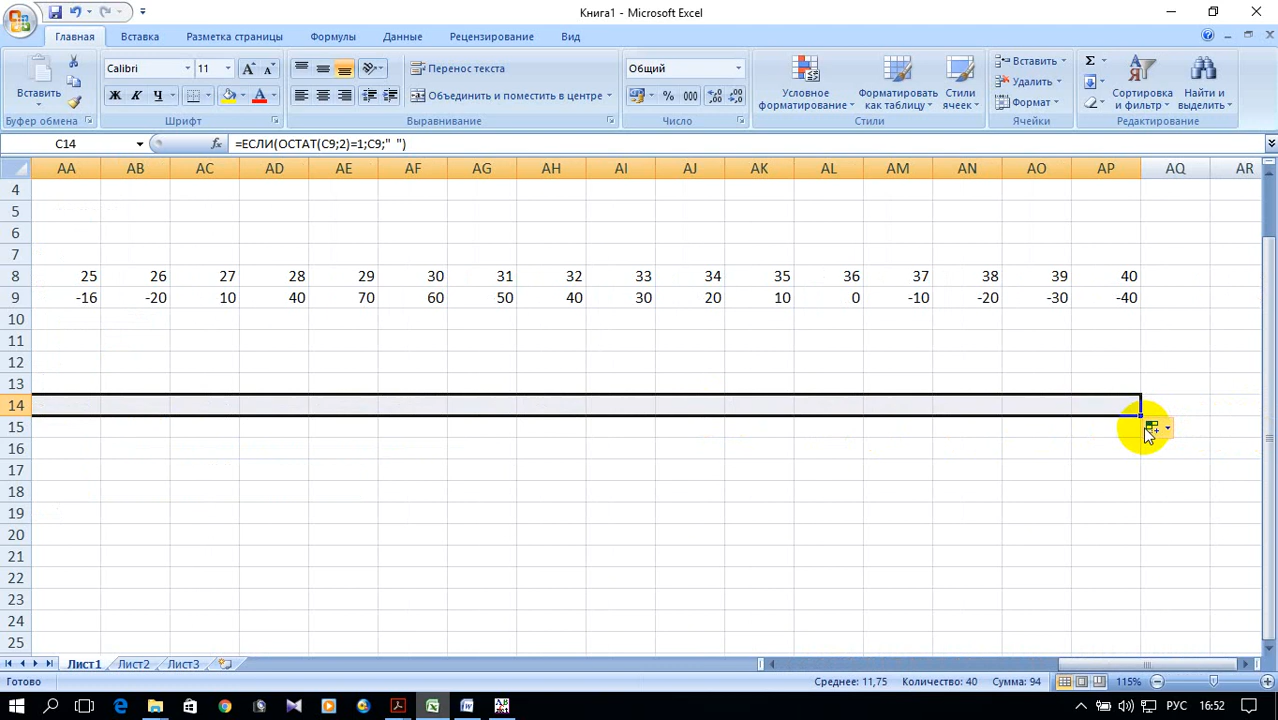 Книга1 - Microsoft Excel
Главная Вставка Разметка страницы Формулы Данные Рецензирование Вид
Calibri 11 Перенос текста Общий Вставить Удалить Σ
Вставить Ж К Ч А Объединить и поместить в центре % 000 Условное форматирование Форматировать как таблицу Стили ячеек Формат Сортировка и фильтр Найти и выделить
Буфер обмена Шрифт Выравнивание Число Стили Ячейки Редактирование
C14 fx =ЕСЛИ(ОСТАТ(C9;2)=1;C9;" ")
AA AB AC AD AE AF AG AH AI AJ AK AL AM AN AO AP AQ AR
4
5
6
7
8 25 26 27 28 29 30 31 32 33 34 35 36 37 38 39 40
9 -16 -20 10 40 70 60 50 40 30 20 10 0 -10 -20 -30 -40
10
11
12
13
14
15
16
17
18
19
20
21
22
23
24
25
Лист1 Лист2 Лист3
Готово Среднее: 11,75 Количество: 40 Сумма: 94 115%
РУС 16:52